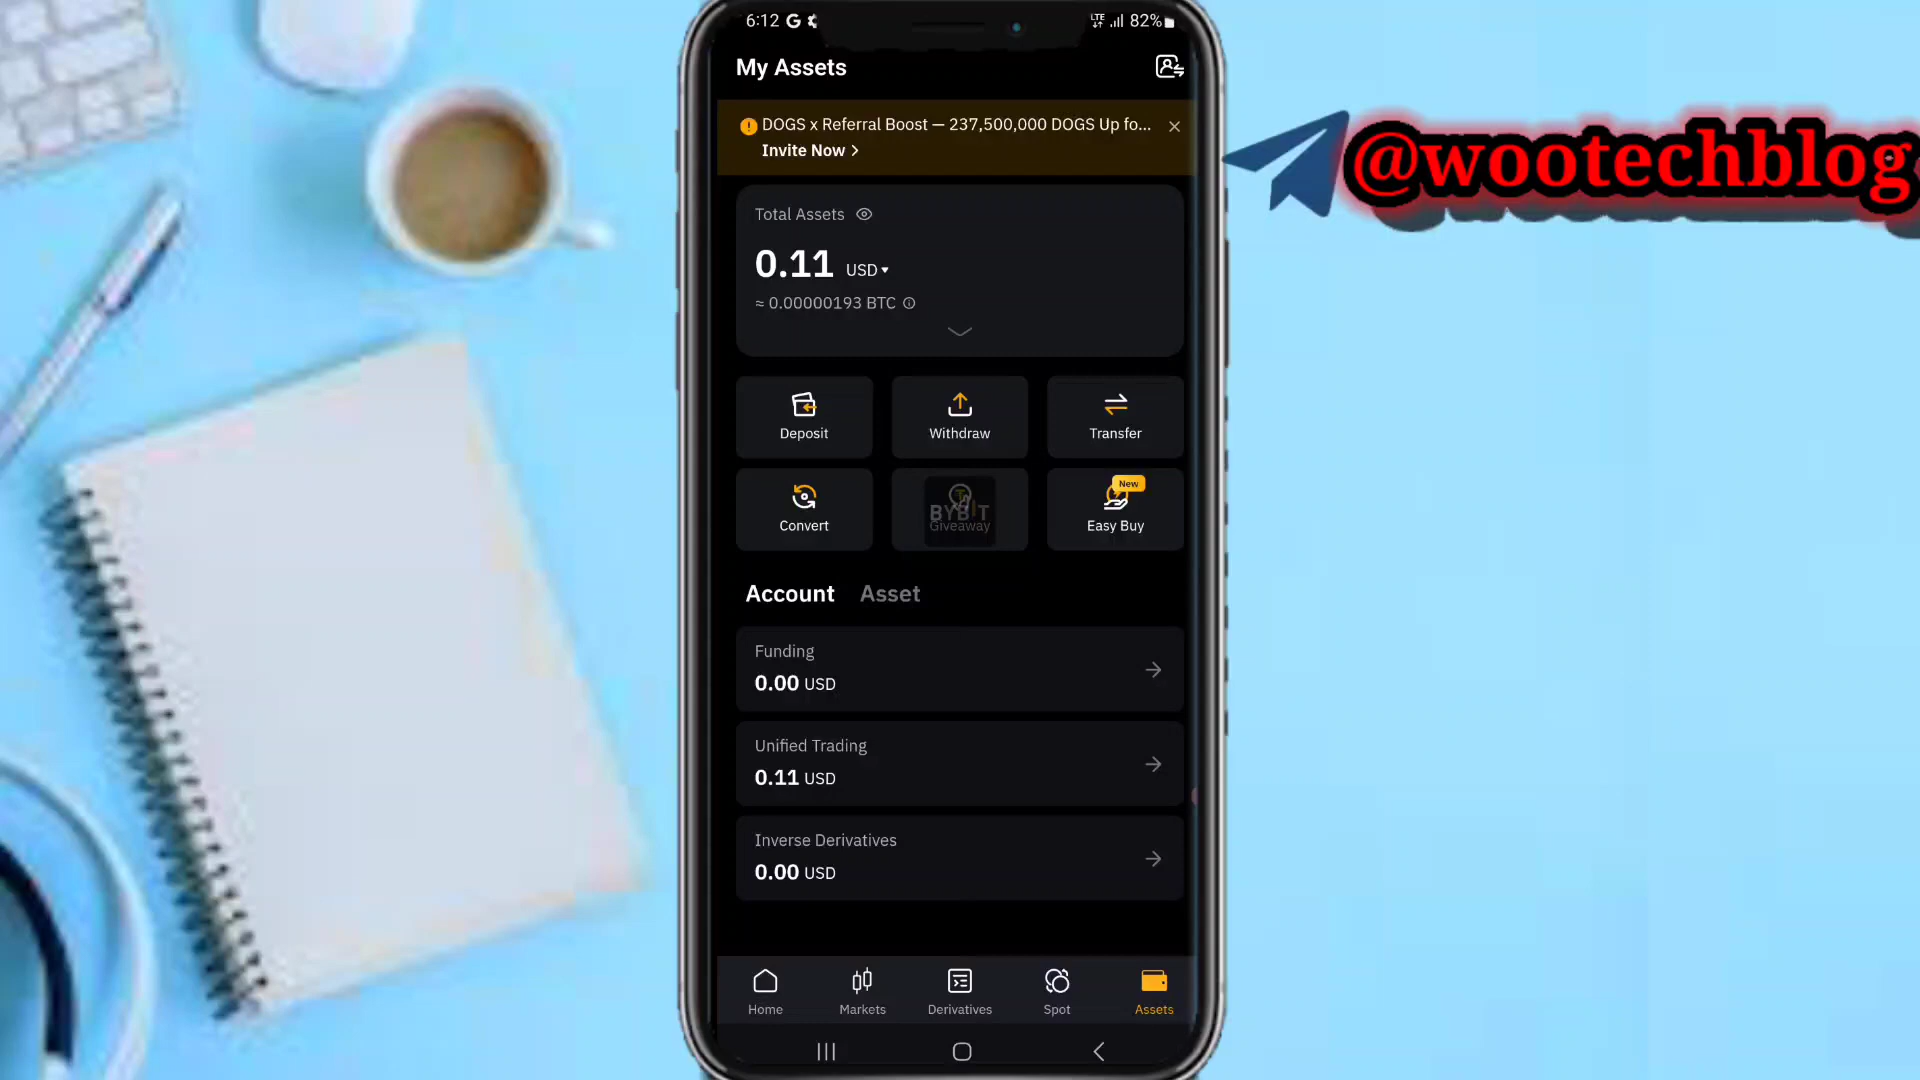 6:12 G
LTE 82%
My Assets
DOGS x Referral Boost — 237,500,000 DOGS Up fo...
Invite Now >
@wootechblog
Total Assets
0.11 USD
≈ 0.00000193 BTC
Deposit
Withdraw
Transfer
New
Convert
BYBIT
Giveaway
Easy Buy
Account
Asset
Funding
0.00 USD
Unified Trading
0.11 USD
Inverse Derivatives
0.00 USD
Home
Markets
Derivatives
Spot
Assets